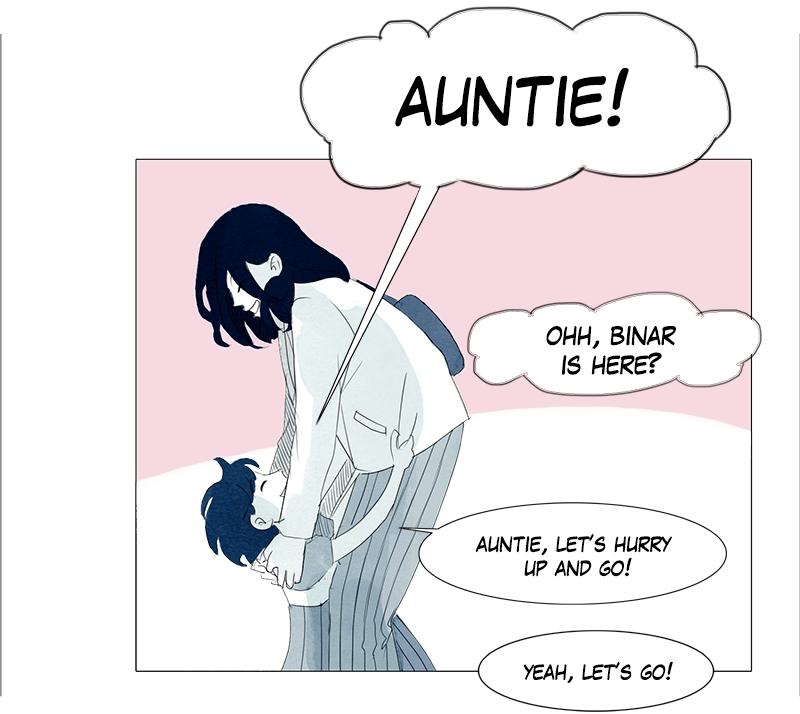 AUNTIE!
OHH, BINAR
IS HERE?
AUNTIE, LET'S HURRY
UP AND GO!
YEAH, LET'S GO!